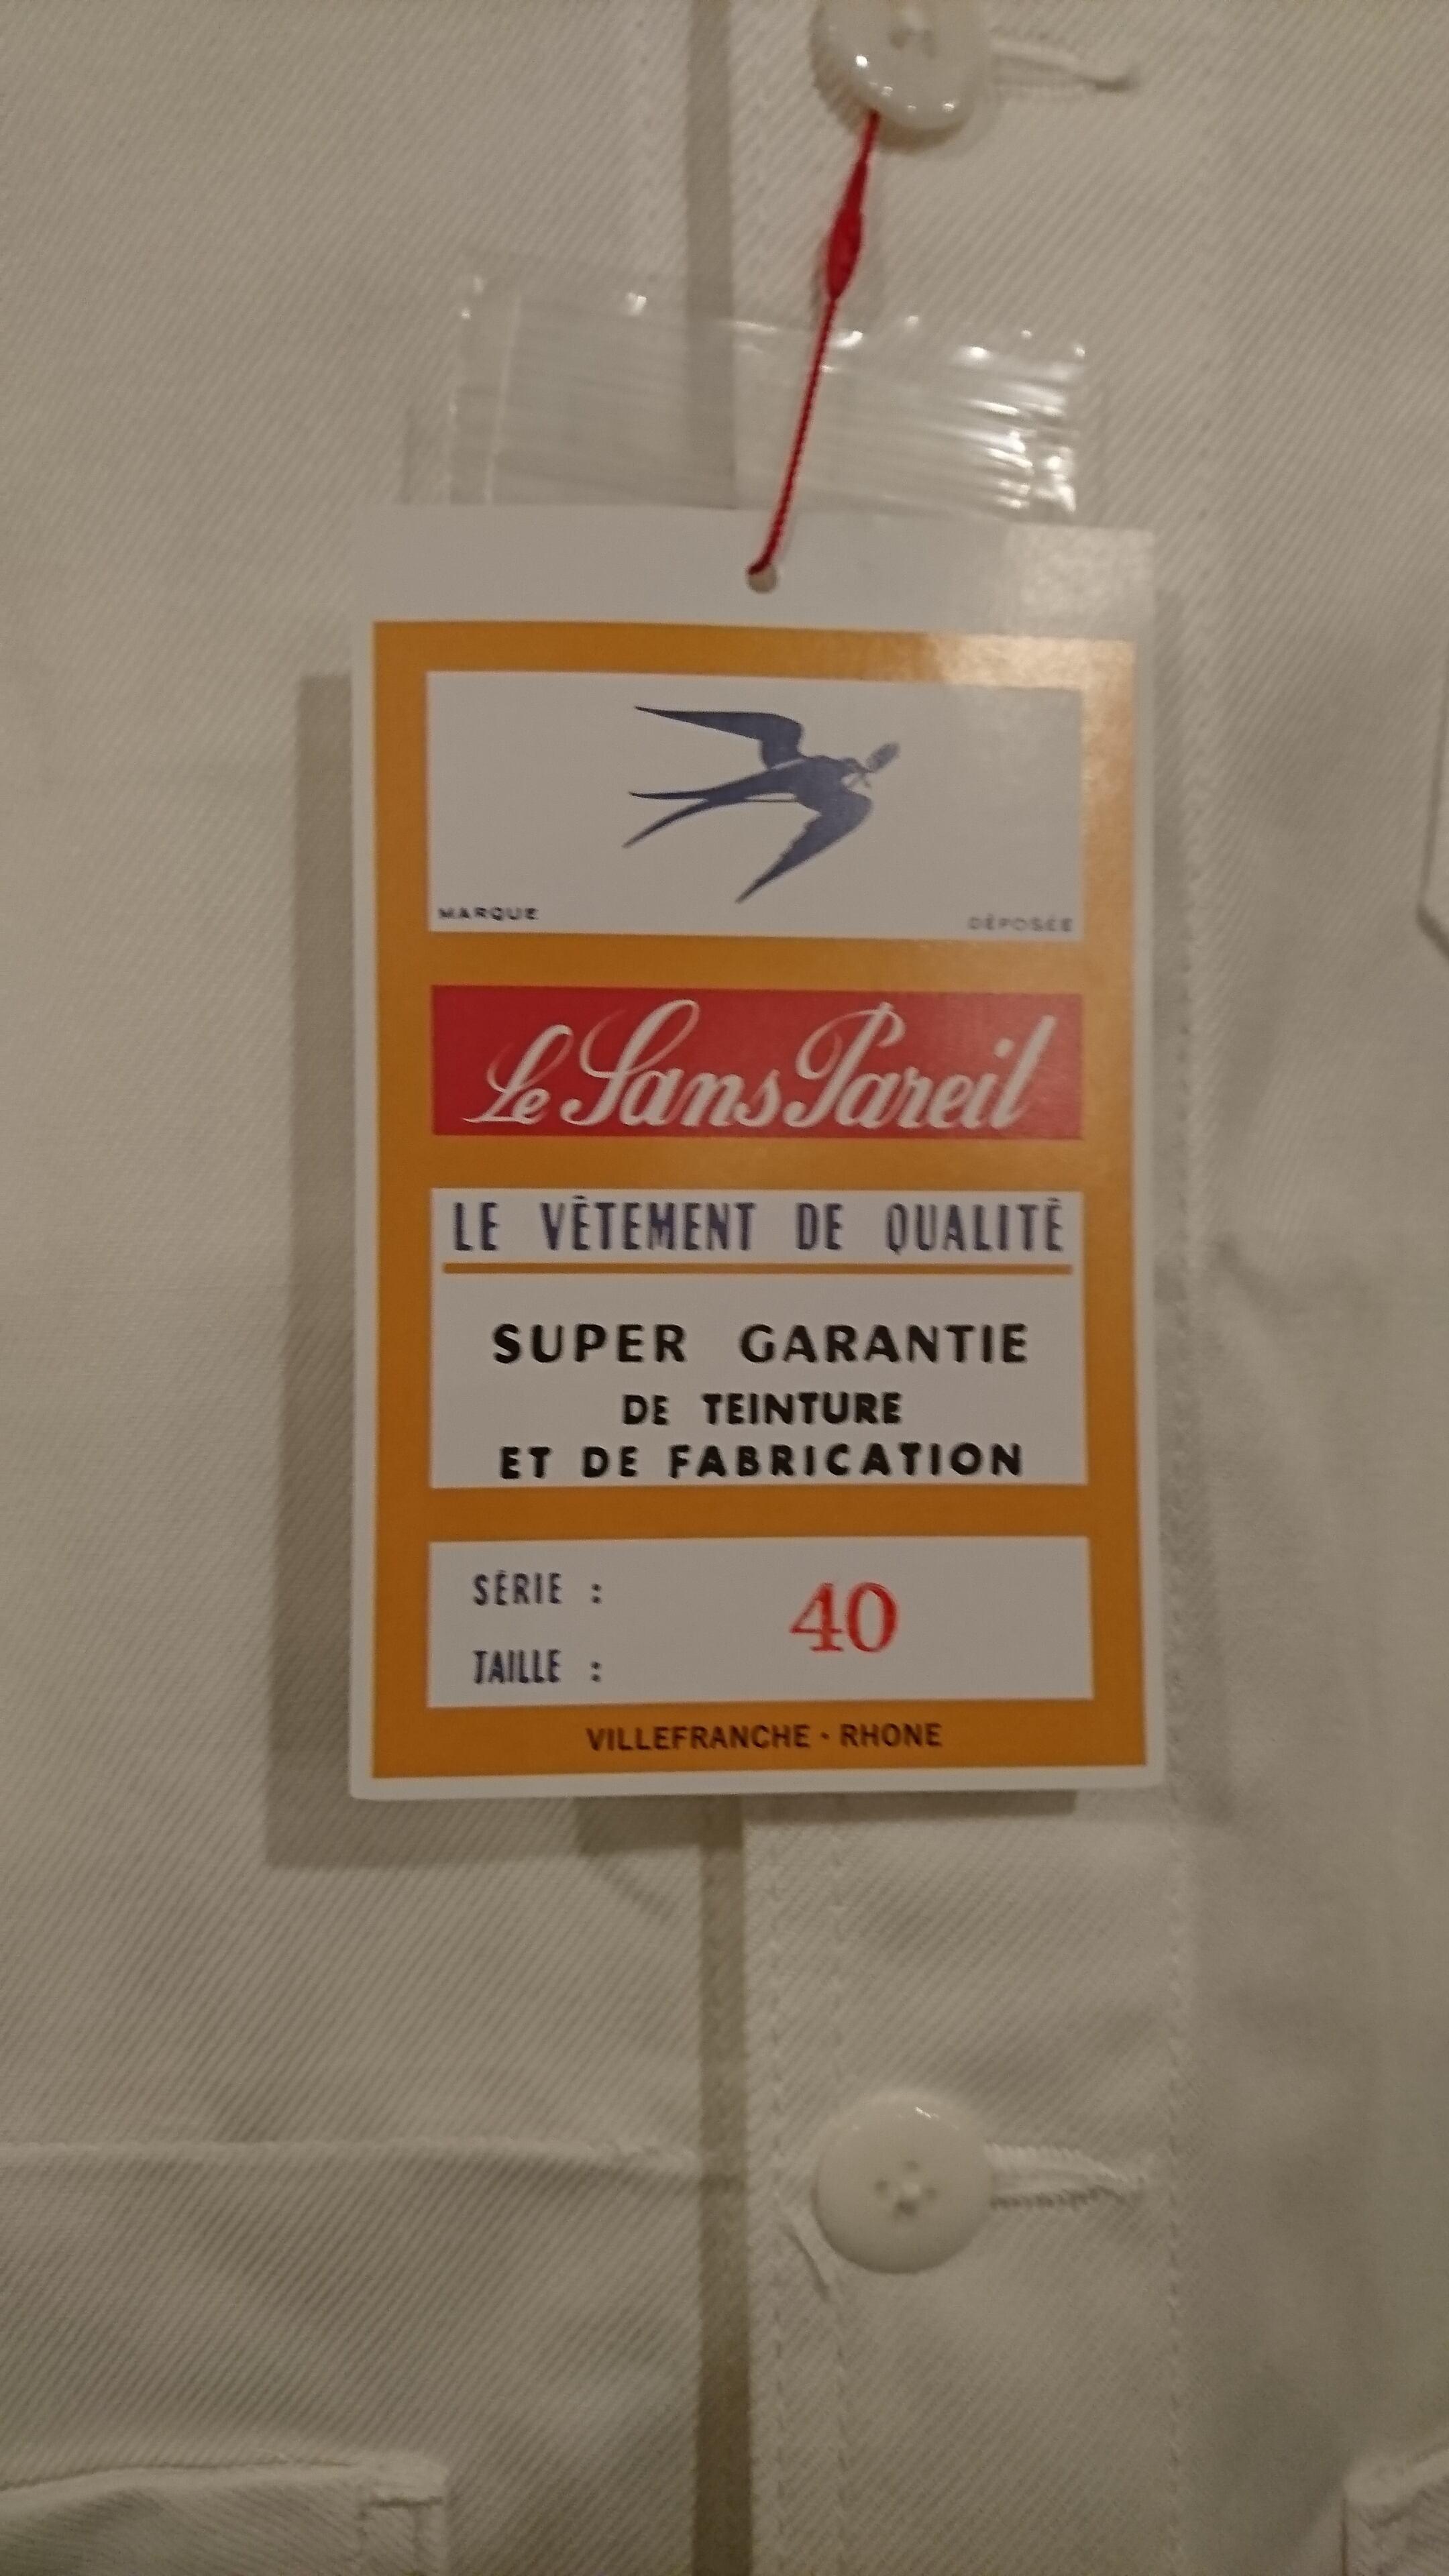 MARQUE DÉPOSÉE
Le Sans Pareil
LE VÊTEMENT DE QUALITÉ
SUPER GARANTIE
DE TEINTURE
ET DE FABRICATION
SÉRIE : 40
TAILLE :
VILLEFRANCHE - RHONE